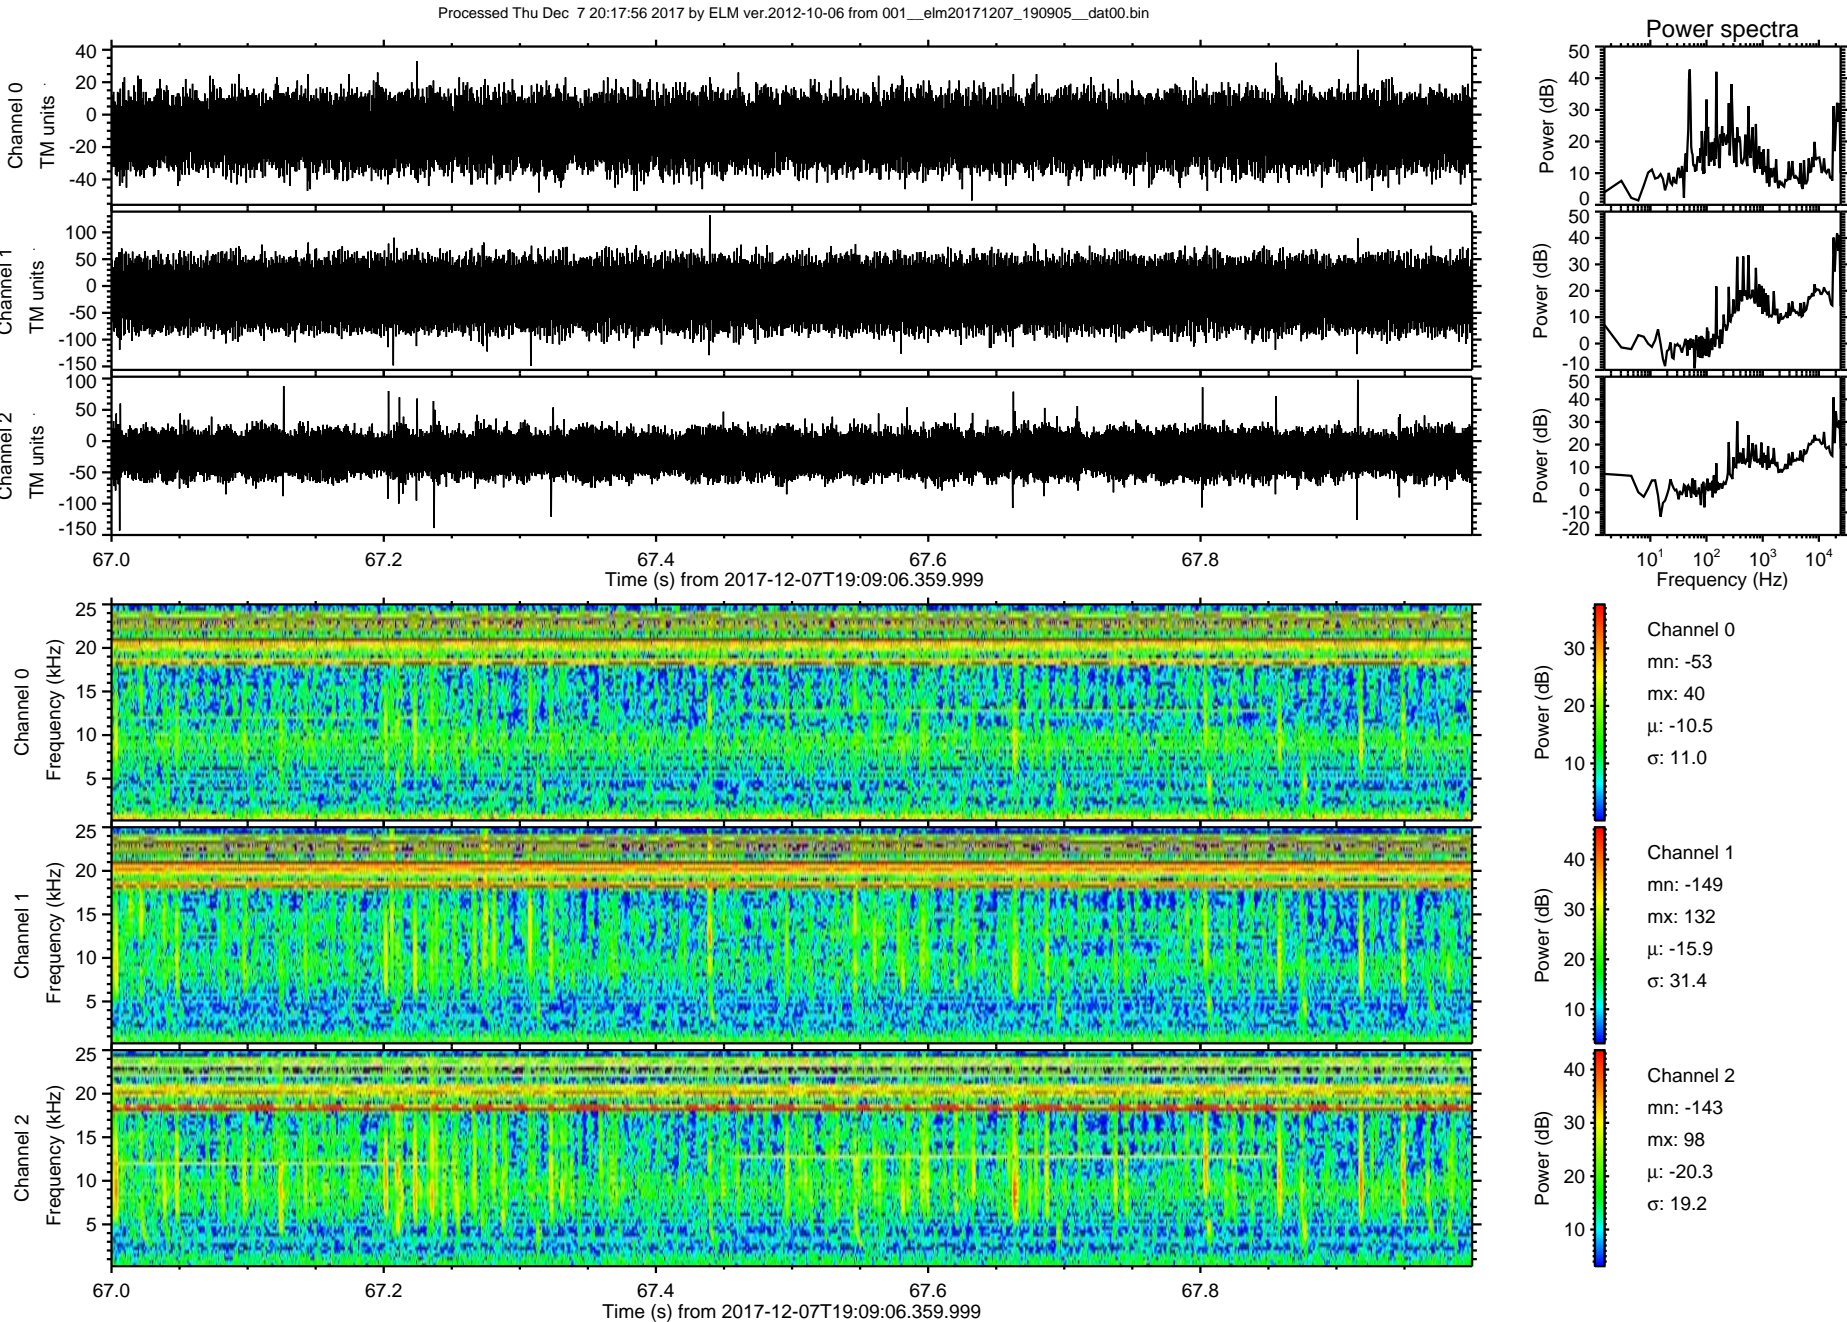 Processed Thu Dec  7 20:17:56 2017 by ELM ver.2012-10-06 from 001__elm20171207_190905__dat00.bin
Power spectra
Channel 0
TM units
40
20
0
-20
-40
Power (dB)
50
40
30
20
10
0
Channel 1
TM units
100
50
0
-50
-100
-150
Power (dB)
50
40
30
20
10
0
-10
Channel 2
TM units
100
50
0
-50
-100
-150
Power (dB)
50
40
30
20
10
0
-10
-20
67.0 67.2 67.4 67.6 67.8
Time (s) from 2017-12-07T19:09:06.359.999
10^1 10^2 10^3 10^4
Frequency (Hz)
Channel 0
Frequency (kHz)
25
20
15
10
5
Power (dB)
30
20
10
Channel 0
mn: -53
mx: 40
μ: -10.5
σ: 11.0
Channel 1
Frequency (kHz)
25
20
15
10
5
Power (dB)
40
30
20
10
Channel 1
mn: -149
mx: 132
μ: -15.9
σ: 31.4
Channel 2
Frequency (kHz)
25
20
15
10
5
Power (dB)
40
30
20
10
Channel 2
mn: -143
mx: 98
μ: -20.3
σ: 19.2
67.0 67.2 67.4 67.6 67.8
Time (s) from 2017-12-07T19:09:06.359.999